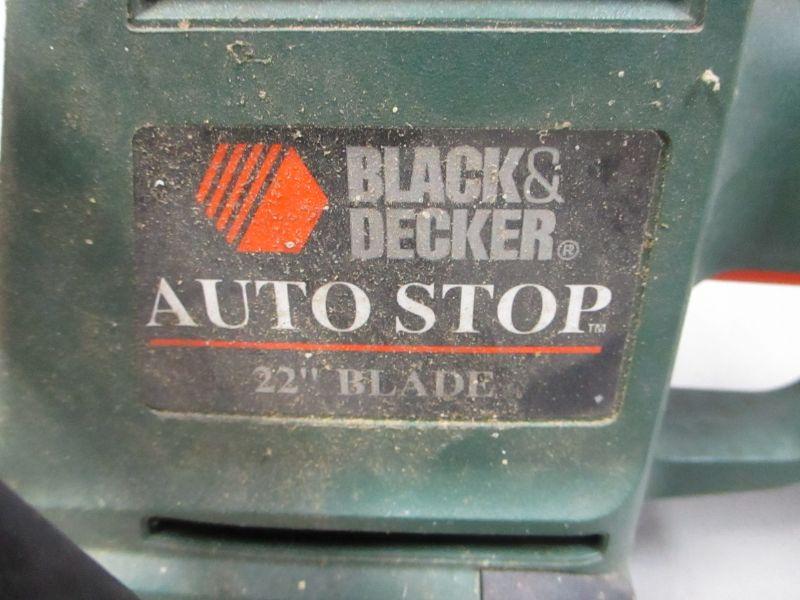 BLACK&
DECKER®
AUTO STOP™
22" BLADE